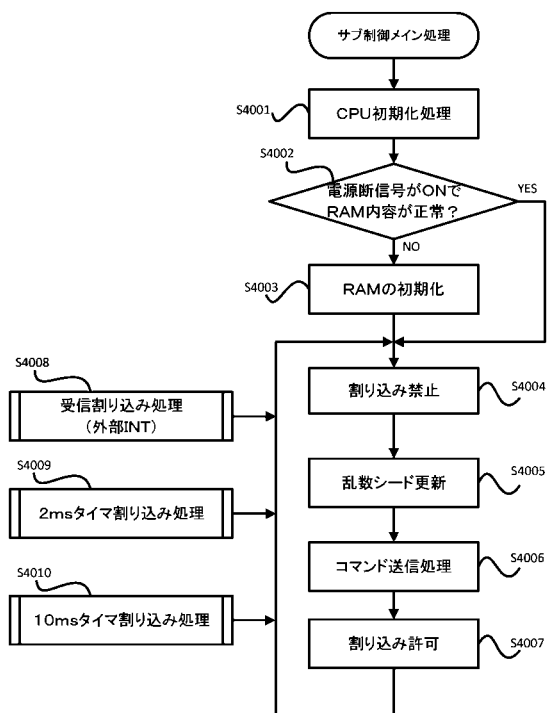 サブ制御メイン処理
S4001
CPU初期化処理
S4002
電源断信号がONで
RAM内容が正常?
YES
NO
S4003
RAMの初期化
S4008
受信割り込み処理
(外部INT)
割り込み禁止
S4004
S4009
2msタイマ割り込み処理
乱数シード更新
S4005
コマンド送信処理
S4006
S4010
10msタイマ割り込み処理
割り込み許可
S4007